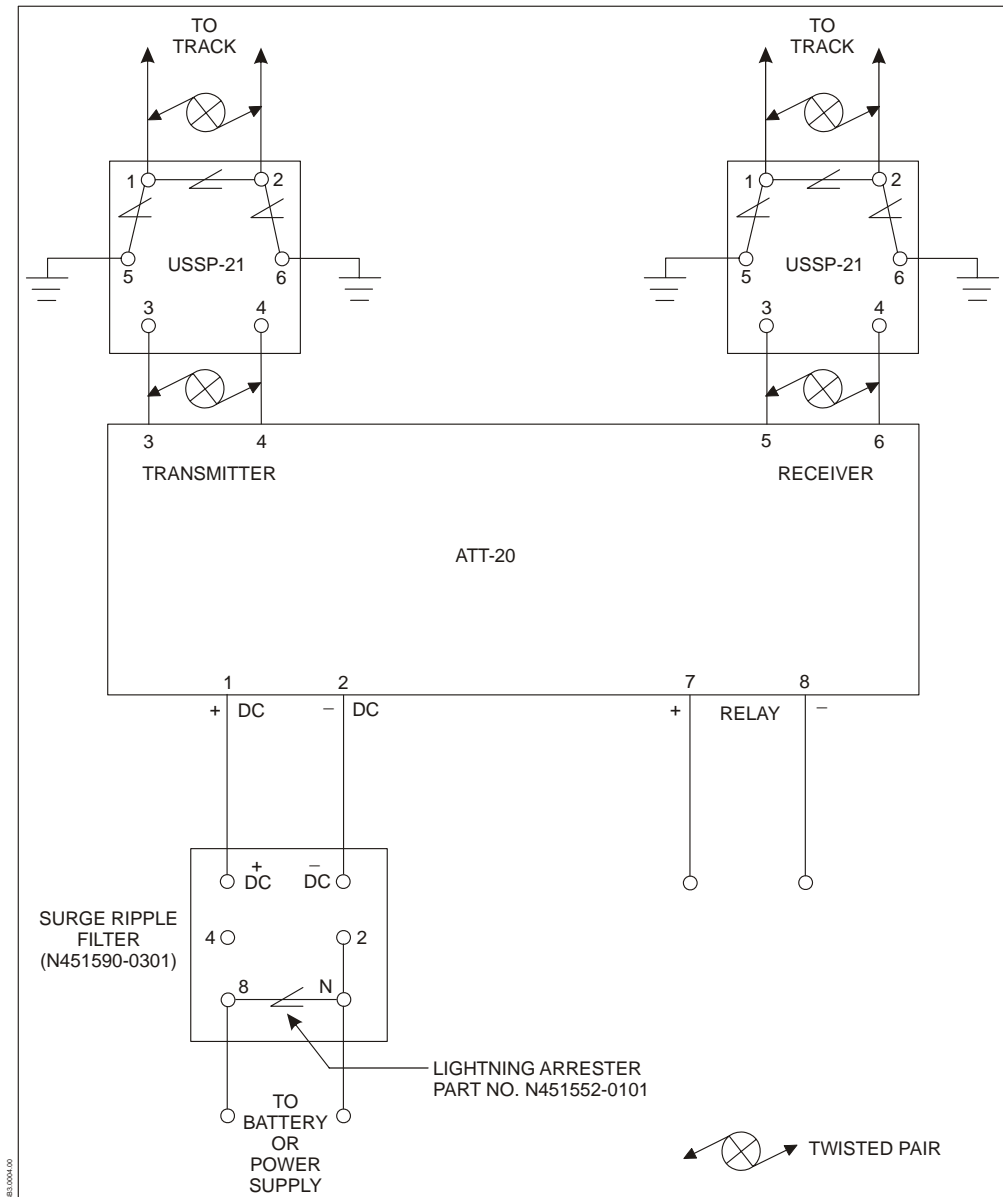 TO
TRACK
TO
TRACK
1
2
1
2
USSP-21
USSP-21
5
6
5
6
3
4
3
4
3
4
5
6
TRANSMITTER
RECEIVER
ATT-20
1
2
7
8
+ DC
– DC
+ RELAY –
+
DC
–
DC
SURGE RIPPLE
FILTER
(N451590-0301)
4
2
8
N
LIGHTNING ARRESTER
PART NO. N451552-0101
TO
BATTERY
OR
POWER
SUPPLY
TWISTED PAIR